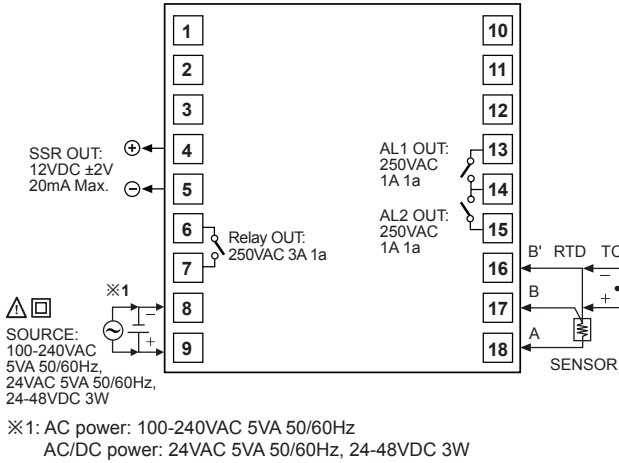 1
2
3
4
5
6
7
8
9
10
11
12
13
14
15
16
17
18
SSR OUT:
12VDC ±2V
20mA Max.
+
−
Relay OUT:
250VAC 3A 1a
※1
−
+
SOURCE:
100-240VAC
5VA 50/60Hz,
24VAC 5VA 50/60Hz,
24-48VDC 3W
AL1 OUT:
250VAC
1A 1a
AL2 OUT:
250VAC
1A 1a
B' RTD TC
−
B
+
A
SENSOR
※1: AC power: 100-240VAC 5VA 50/60Hz
AC/DC power: 24VAC 5VA 50/60Hz, 24-48VDC 3W